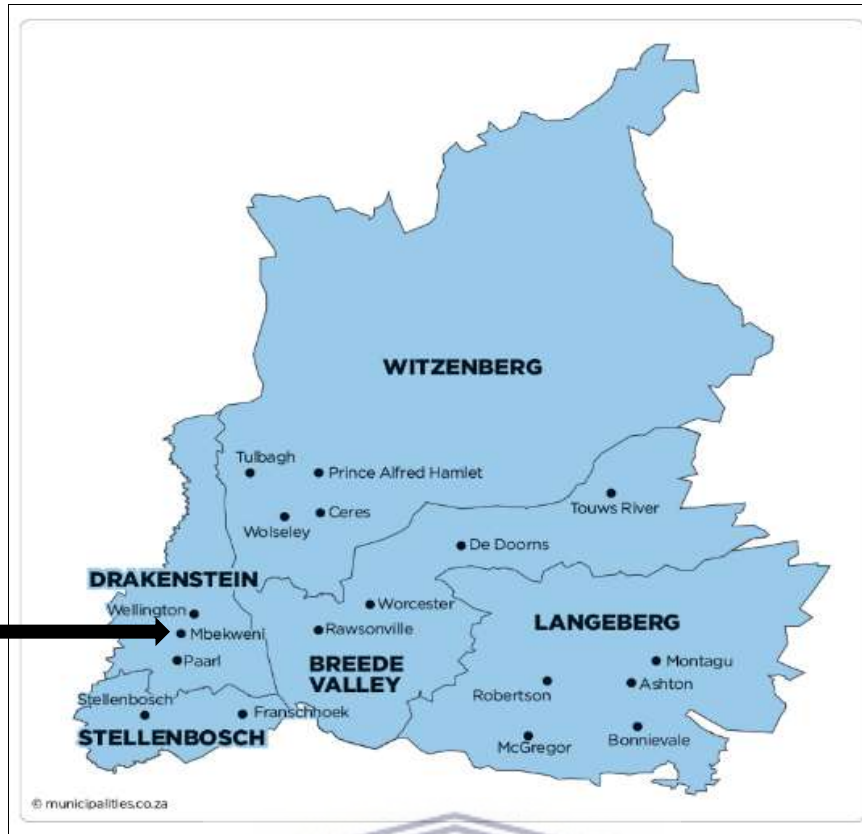 WITZENBERG
Tulbagh
Prince Alfred Hamlet
Ceres
Wolseley
Touws River
De Doorns
DRAKENSTEIN
Wellington
Mbekweni
Paarl
Worcester
Rawsonville
BREEDE
VALLEY
LANGEBERG
Montagu
Ashton
Robertson
Bonnievale
McGregor
Stellenbosch
Franschhoek
STELLENBOSCH
© municipalities.co.za